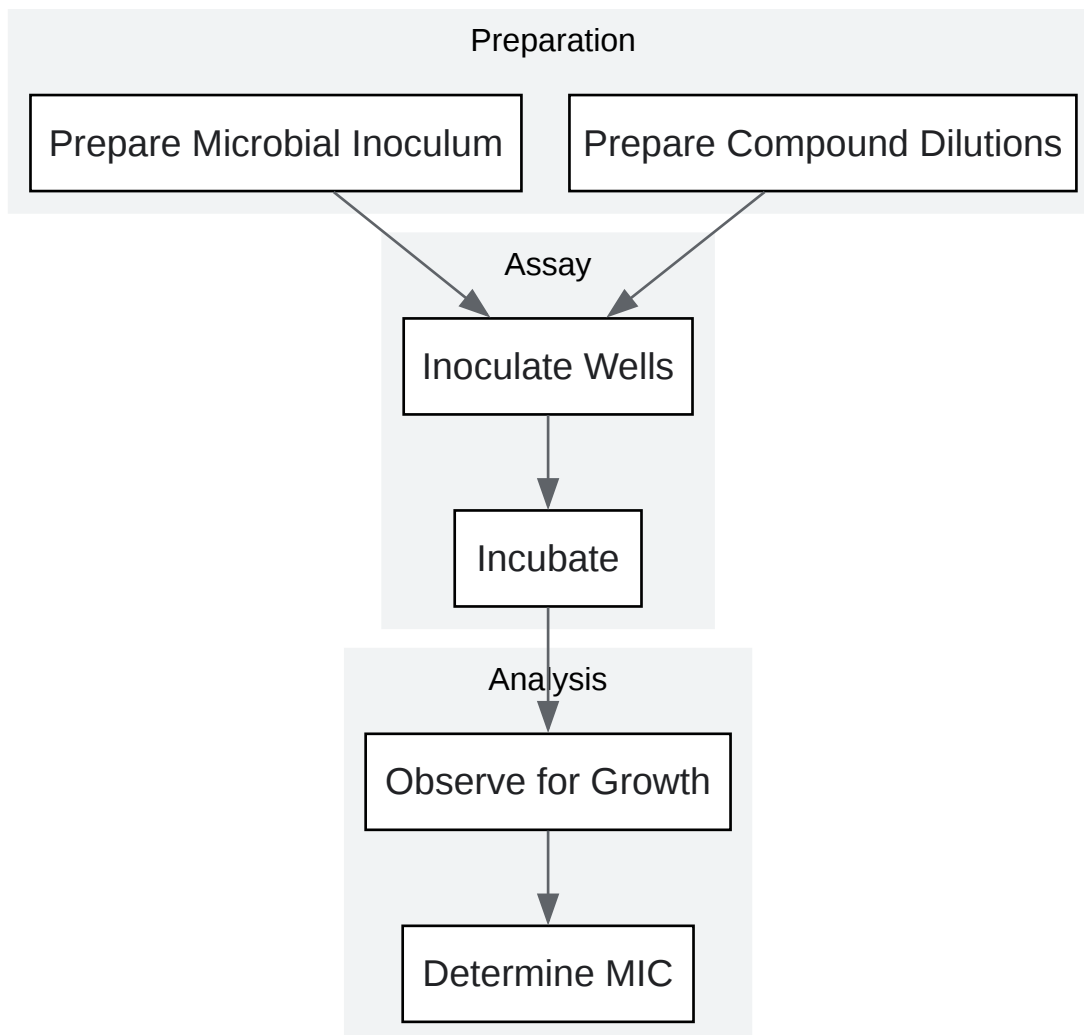 Preparation
Prepare Microbial Inoculum
Prepare Compound Dilutions
Assay
Inoculate Wells
Incubate
Analysis
Observe for Growth
Determine MIC